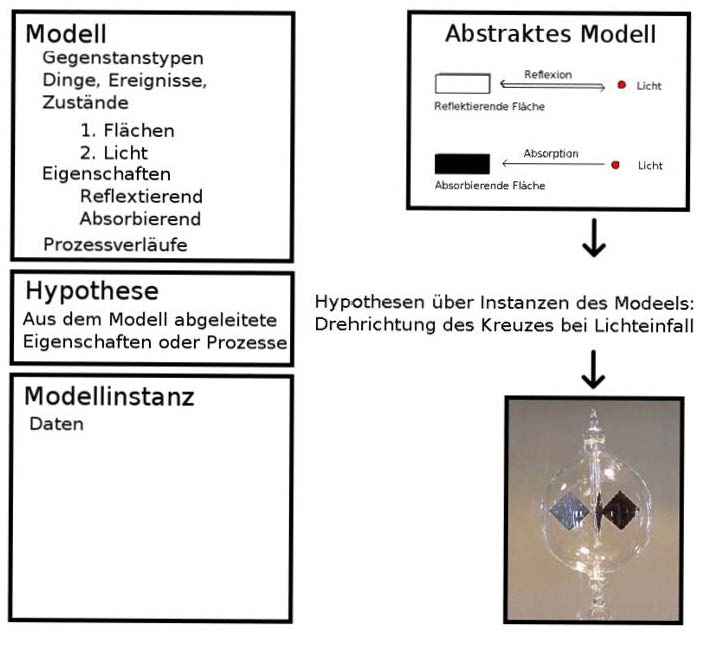 Modell
Gegenstanstypen
Dinge, Ereignisse,
Zustände
1. Flächen
2. Licht
Eigenschaften
Reflextierend
Absorbierend
Prozessverläufe
Hypothese
Aus dem Modell abgeleitete
Eigenschaften oder Prozesse
Modellinstanz
Daten
Abstraktes Modell
Reflexion
Licht
Reflektierende Fläche
Absorption
Licht
Absorbierende Fläche
Hypothesen über Instanzen des Modeels:
Drehrichtung des Kreuzes bei Lichteinfall